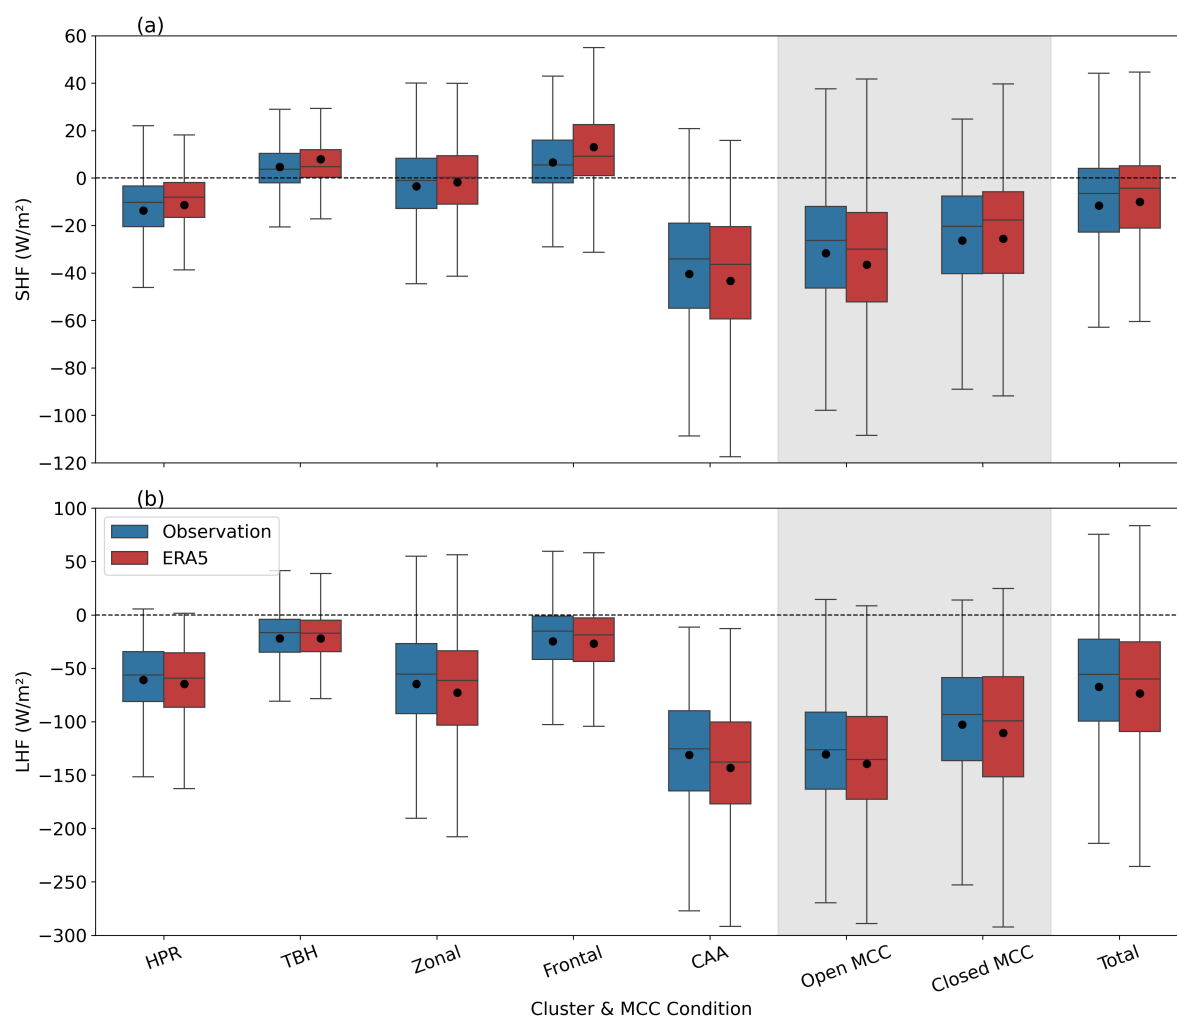 (a)
60
40
20
0
−20
−40
−60
−80
−100
−120
SHF (W/m²)
(b)
100
50
0
−50
−100
−150
−200
−250
−300
LHF (W/m²)
Observation
ERA5
HPR
TBH
Zonal
Frontal
CAA
Open MCC
Closed MCC
Total
Cluster & MCC Condition